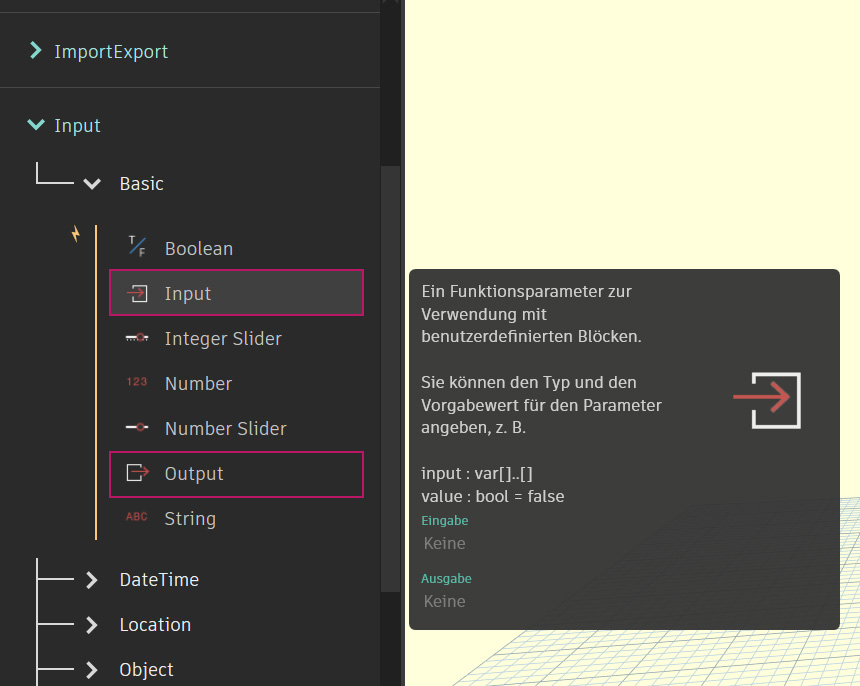 ImportExport
Input
Basic
T/F Boolean
Input
Integer Slider
123 Number
Number Slider
Output
ABC String
DateTime
Location
Object
Ein Funktionsparameter zur
Verwendung mit
benutzerdefinierten Blöcken.
Sie können den Typ und den
Vorgabewert für den Parameter
angeben, z. B.
input : var[]..[]
value : bool = false
Eingabe
Keine
Ausgabe
Keine